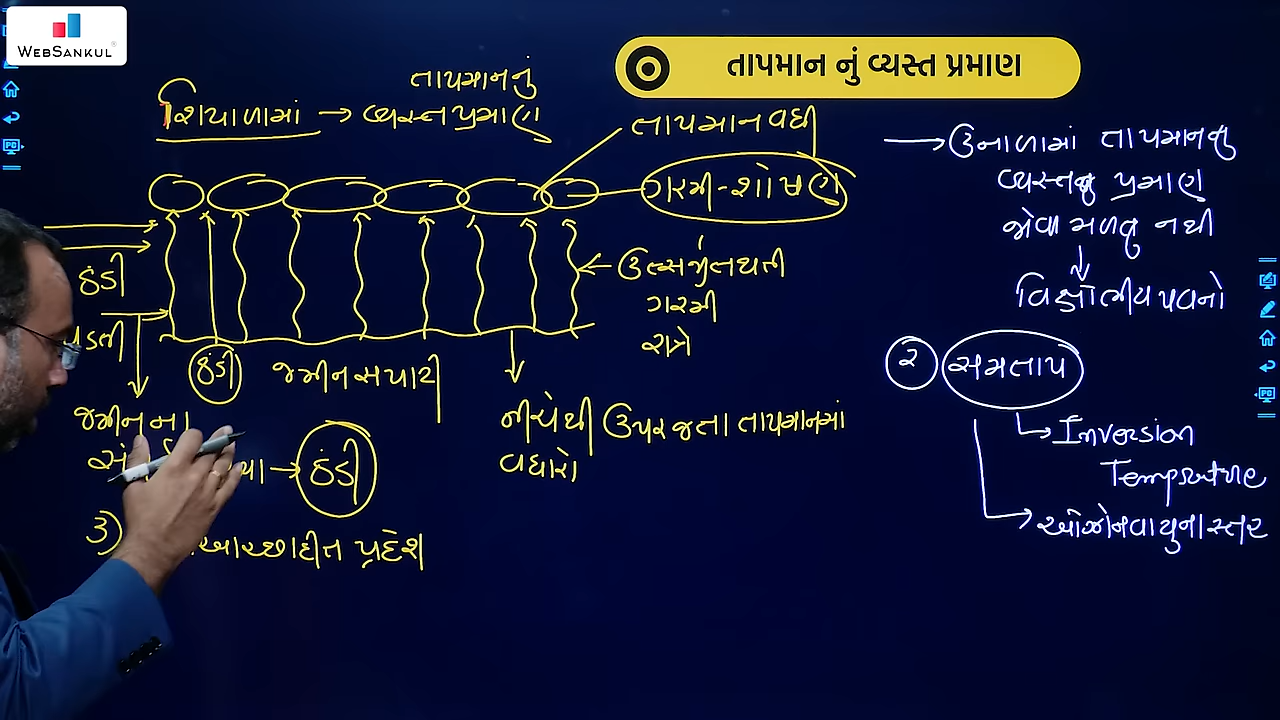 WEBSANKUL
તાપમાન નું વ્યસ્ત પ્રમાણ
શિયાળામાં → તાપમાનનું
વ્યસ્ત પ્રમાણ
તાપમાન વધી
ગરમી-શોષણ
ઠંડી
ઉત્સર્જીત થતી
ગરમી
રાત્રે
ઠંડી
જમીન સપાટી
જમીનના
ઠંડી
નીચેથી ઉપર જતા તાપમાનમાં
વધારો
3)
આચ્છાદીત પ્રદેશ
→ ઉનાળામાં તાપમાનનુ
વ્યસ્તનુ પ્રમાણ
જોવા મળતુ નથી
પવનો
૨ સમતાપ
Inversion
ઓઝોનવાયુના સ્તર